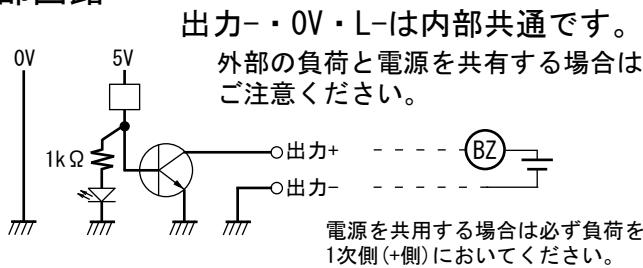 出力-・0V・L-は内部共通です。
0V
5V
外部の負荷と電源を共有する場合は
ご注意ください。
1kΩ
出力+
BZ
出力-
電源を共用する場合は必ず負荷を
1次側(+側)においてください。